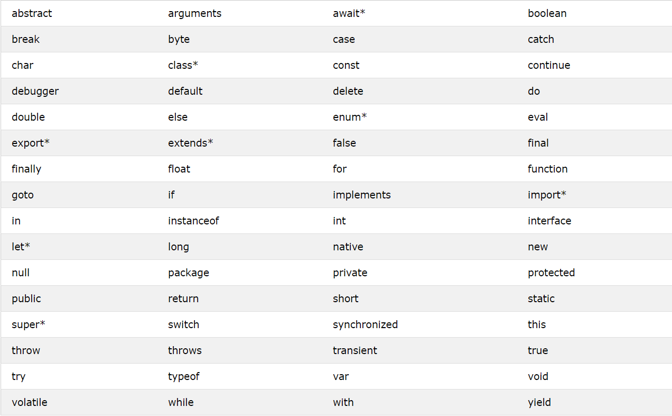 abstract arguments await* boolean
break byte case catch
char class* const continue
debugger default delete do
double else enum* eval
export* extends* false final
finally float for function
goto if implements import*
in instanceof int interface
let* long native new
null package private protected
public return short static
super* switch synchronized this
throw throws transient true
try typeof var void
volatile while with yield